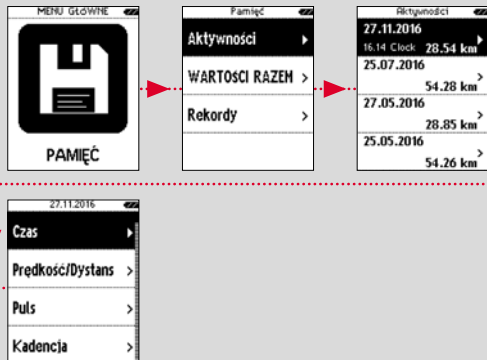 MENU GŁÓWNE
PAMIĘĆ
Pamięć
Aktywności
WARTOŚCI RAZEM
Rekordy
Aktywności
27.11.2016
16.14 Clock 28.54 km
25.07.2016
54.28 km
27.05.2016
28.85 km
25.05.2016
54.26 km
27.11.2016
Czas
Prędkość/Dystans
Puls
Kadencja